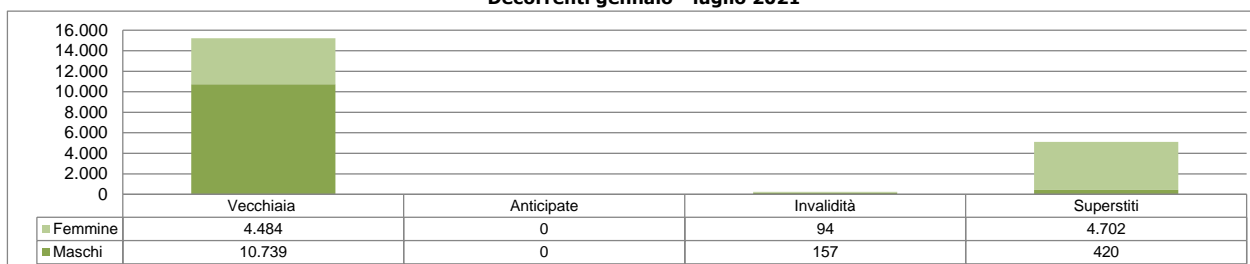 Decorrenti gennaio - luglio 2021
16.000
14.000
12.000
10.000
8.000
6.000
4.000
2.000
0
Vecchiaia Anticipate Invalidità Superstiti
Femmine 4.484 0 94 4.702
Maschi 10.739 0 157 420